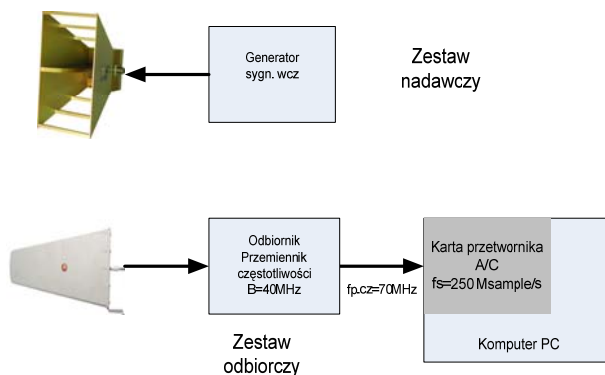 Generator
sygn. wcz
Zestaw
nadawczy
Odbiornik
Przemiennik
częstotliwości
B=40MHz
fp.cz=70MHz
Karta przetwornika
A/C
fs=250 Msample/s
Komputer PC
Zestaw
odbiorczy